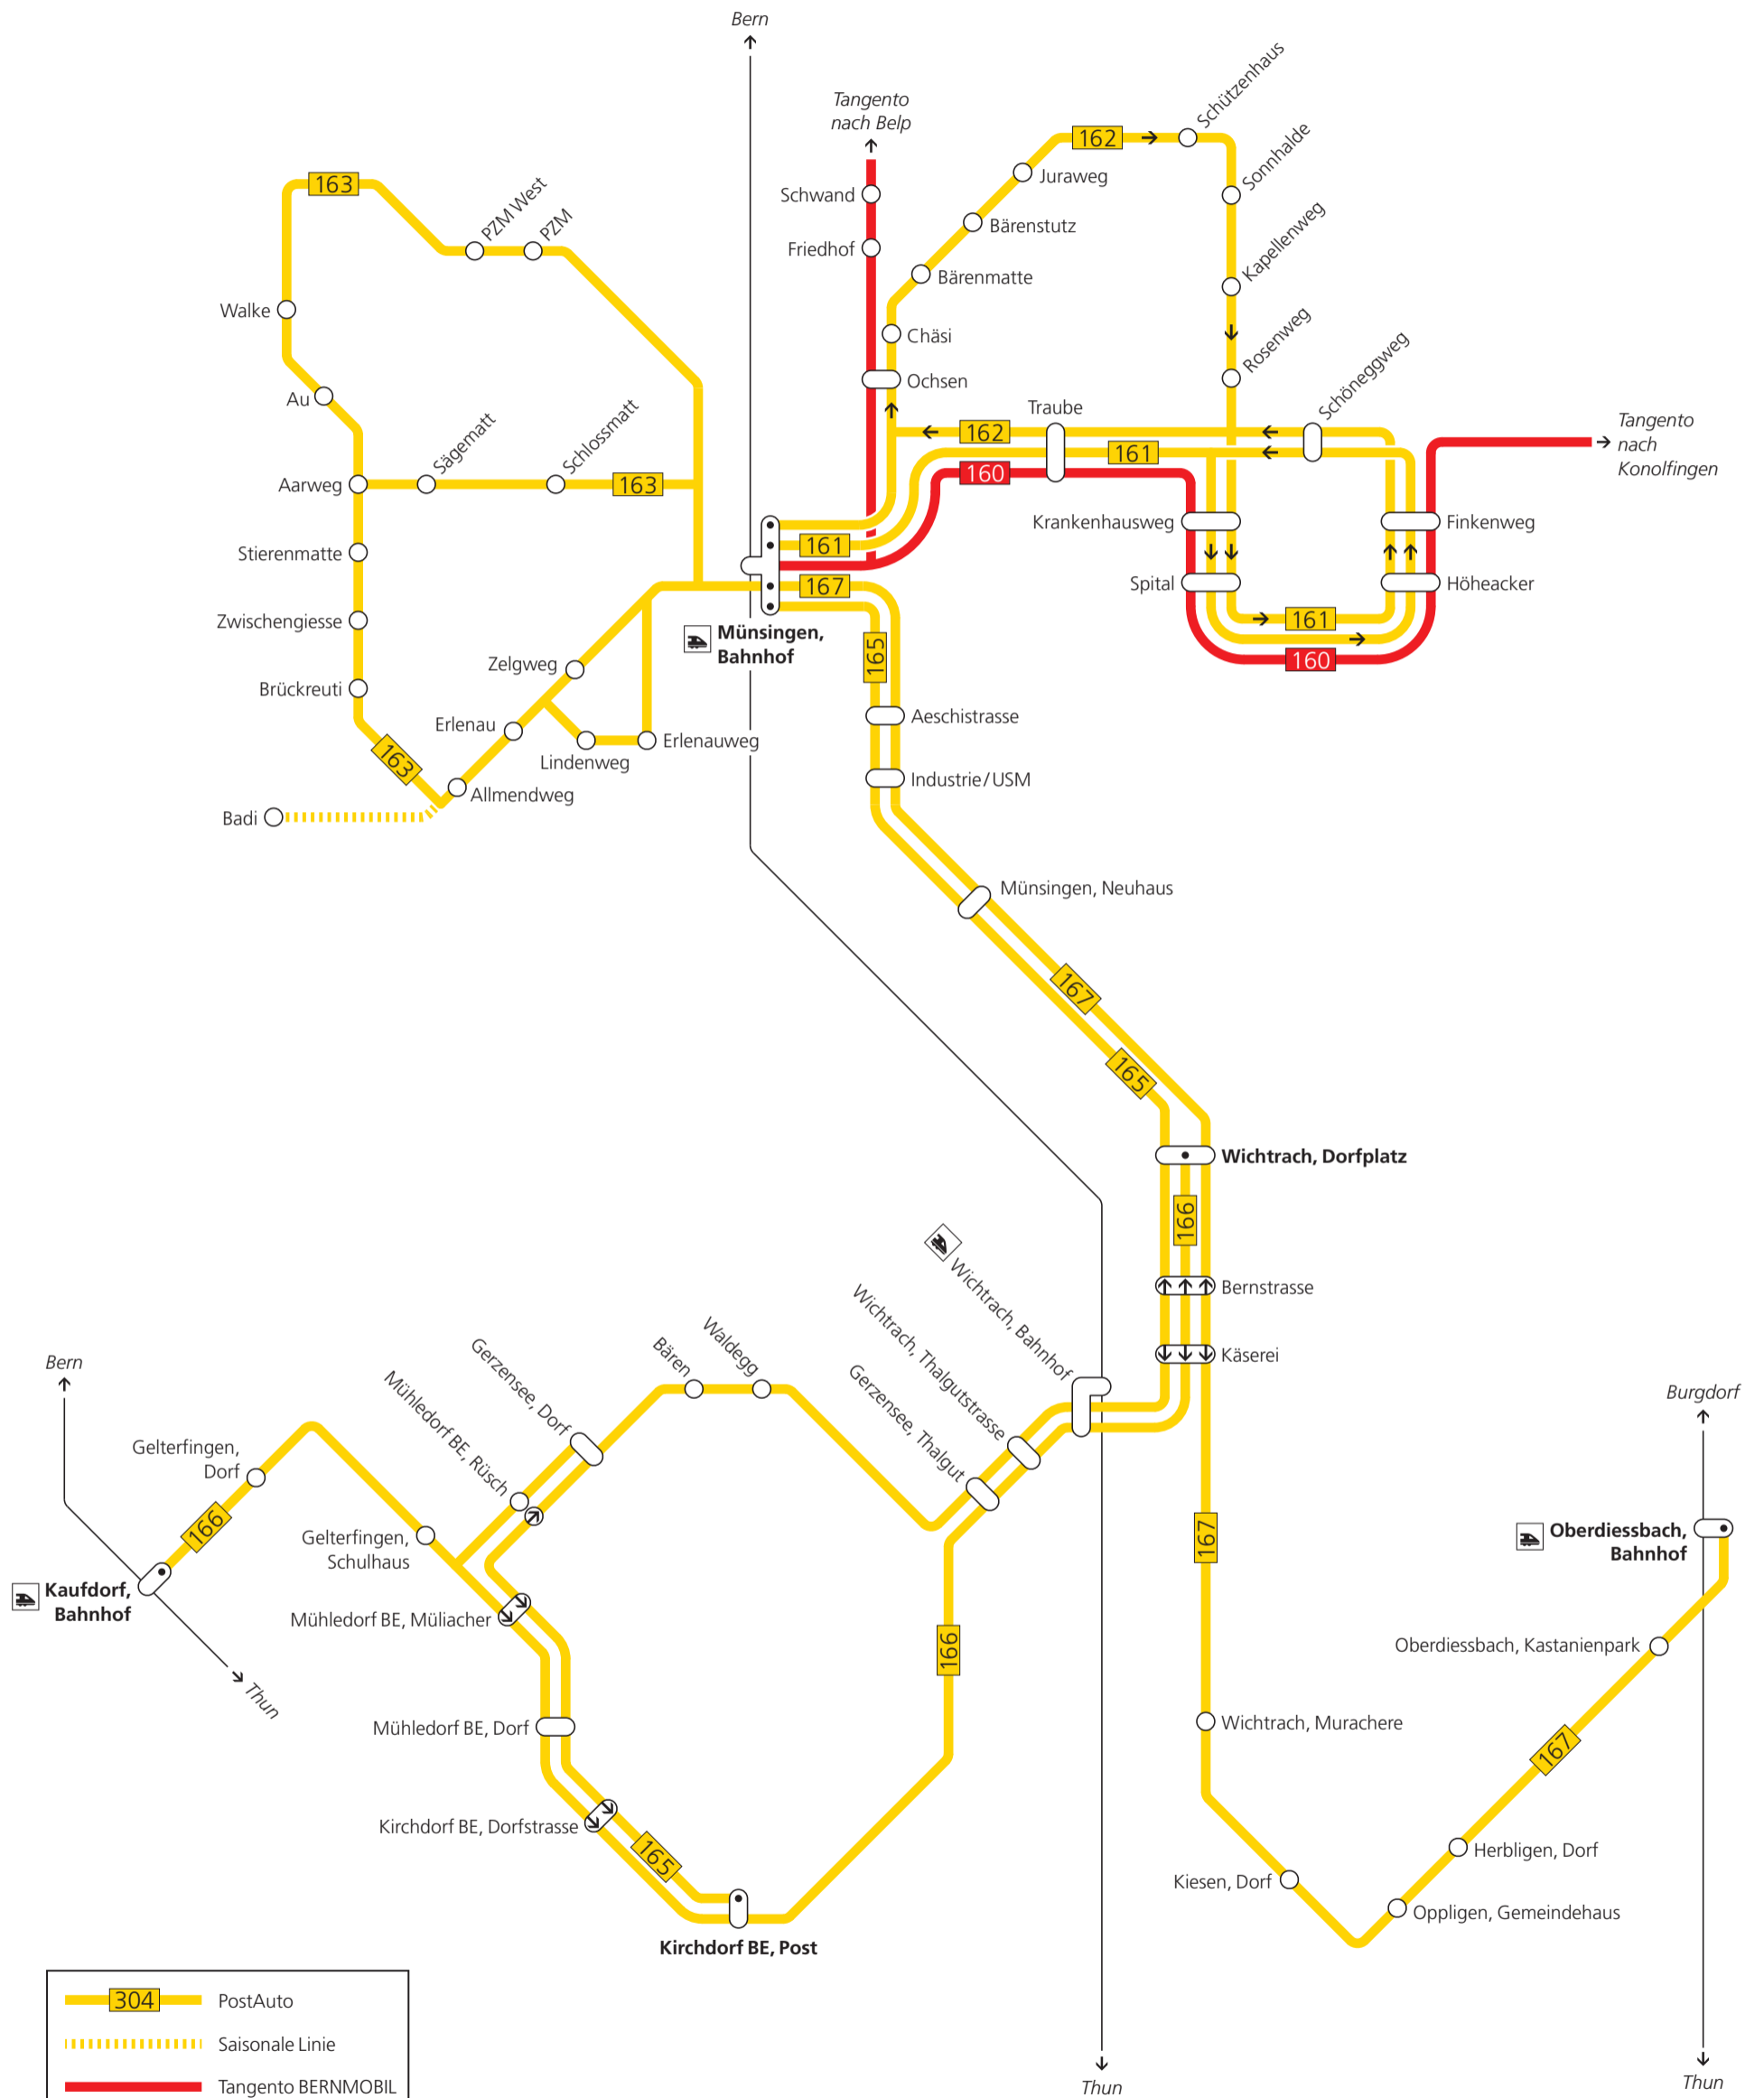 Bern
Tangento
nach Belp
Schützenhaus
162
Juraweg
Sonnhalde
163
PZM West
PZM
Schwand
Bärenstutz
Kapellenweg
Friedhof
Bärenmatte
Walke
Chäsi
Rosenweg
Ochsen
Schöneggweg
Au
Sägematt
Schlossmatt
Traube
Tangento
nach
Konolfingen
162
161
160
Aarweg
163
Krankenhausweg
Finkenweg
Stierenmatte
161
Spital
Höheacker
167
Zwischengiesse
161
Münsingen,
Bahnhof
165
160
Zelgweg
Brückreuti
Erlenau
Aeschistrasse
Erlenauweg
Lindenweg
163
Industrie/USM
Allmendweg
Badi
Münsingen, Neuhaus
167
165
Wichtrach, Dorfplatz
166
Wichtrach, Bahnhof
Bernstrasse
Wichtrach, Thalgutstrasse
Käserei
Gerzensee, Thalgut
Waldegg
Bären
Gerzensee, Dorf
Mühledorf BE, Rüsch
Bern
Burgdorf
Gelterfingen,
Dorf
166
Gelterfingen,
Schulhaus
167
Oberdiessbach,
Bahnhof
Kaufdorf,
Bahnhof
Mühledorf BE, Müliacher
166
Oberdiessbach, Kastanienpark
Thun
Mühledorf BE, Dorf
Wichtrach, Murachere
167
Kirchdorf BE, Dorfstrasse
165
Herbligen, Dorf
Kiesen, Dorf
Oppligen, Gemeindehaus
Kirchdorf BE, Post
304
PostAuto
Saisonale Linie
Tangento BERNMOBIL
Thun
Thun